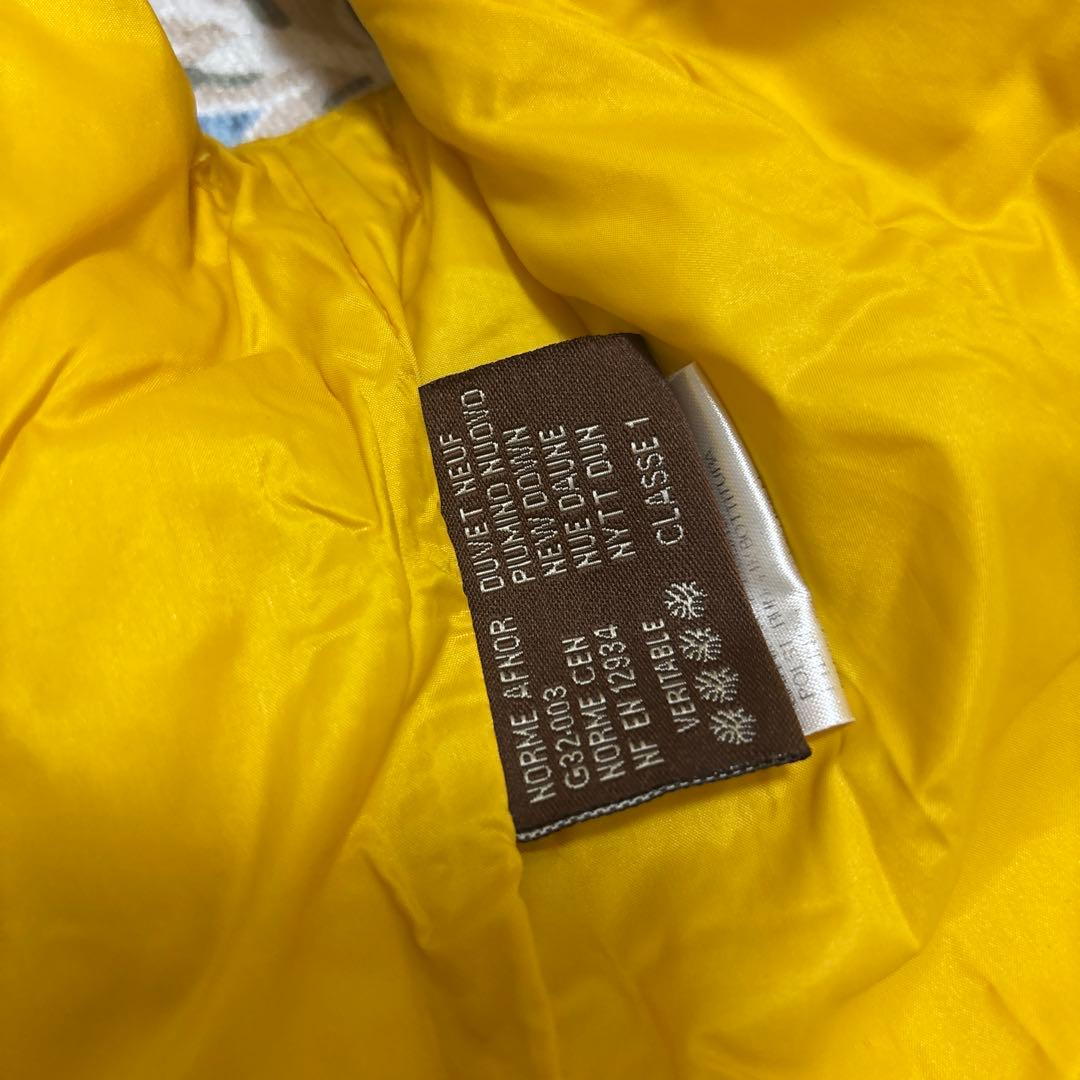 DUVET NEUF
PIUMINO NUOVO
NEW DOWN
NUE DAUNE
NYTT DUN
CLASSE 1
NORME AFNOR
G32-003
NORME CEN
NF EN 12934
VERITABLE